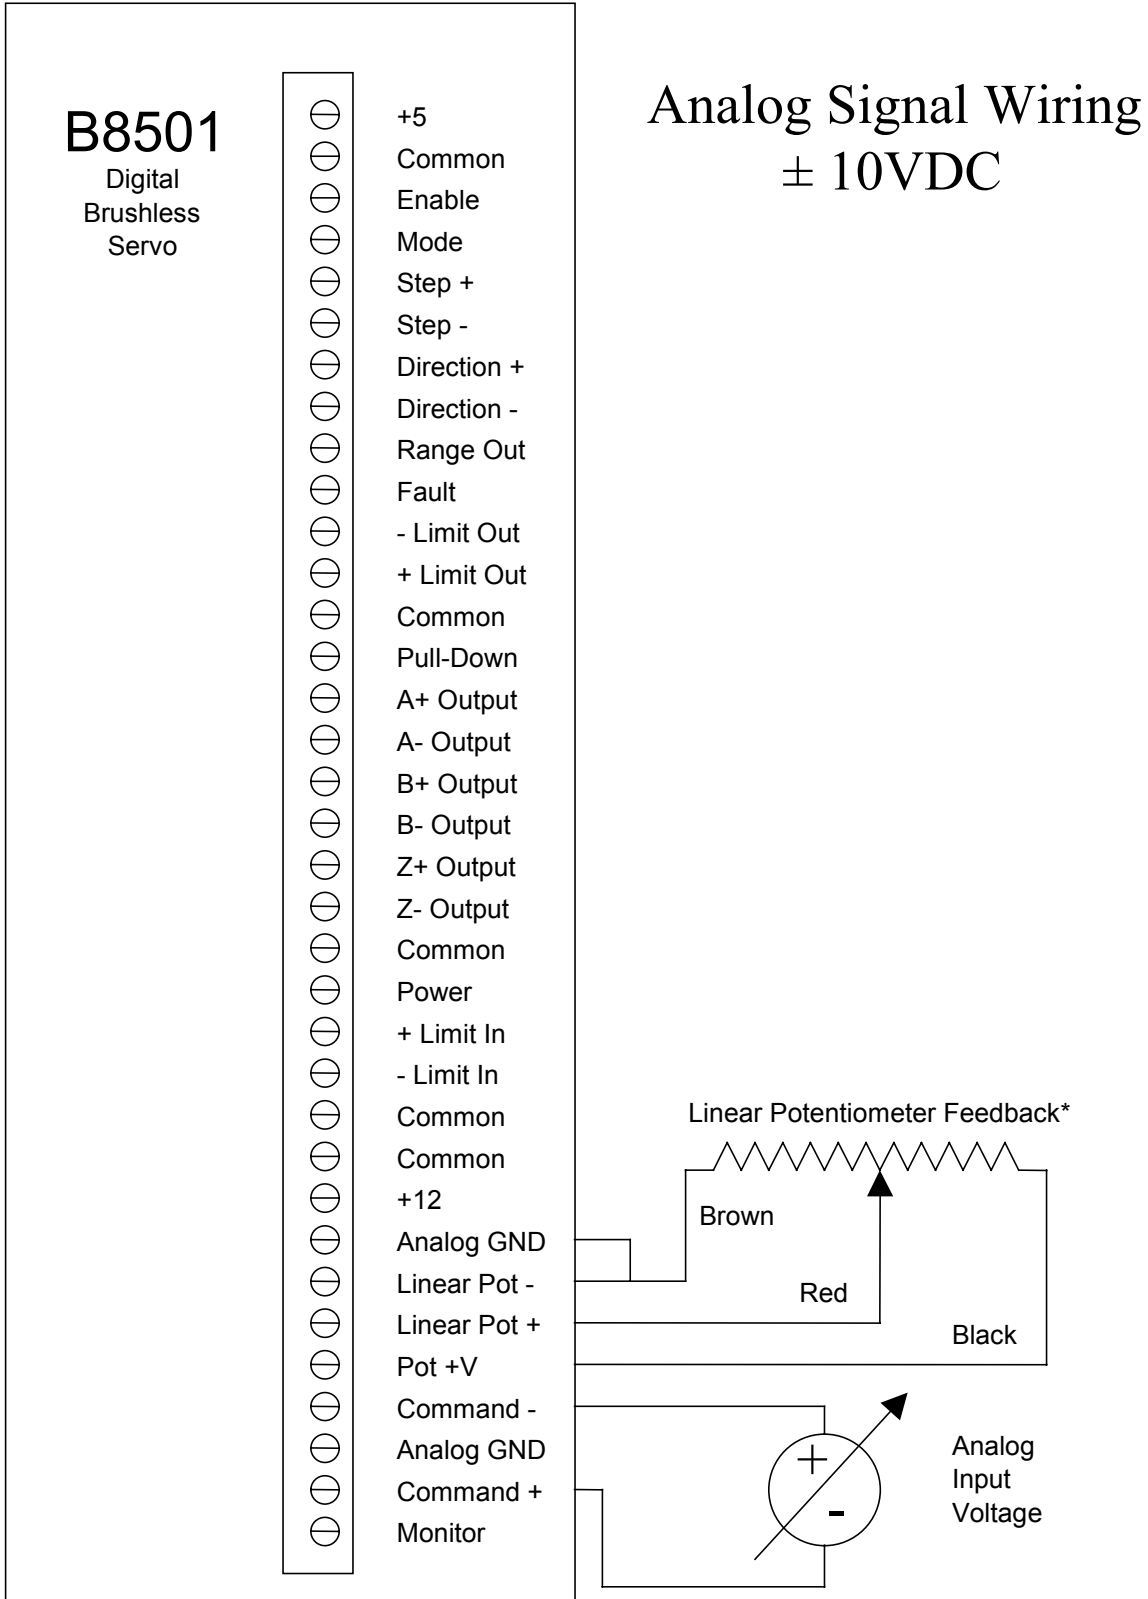 B8501
Digital
Brushless
Servo
Analog Signal Wiring
± 10VDC
+5
Common
Enable
Mode
Step +
Step -
Direction +
Direction -
Range Out
Fault
- Limit Out
+ Limit Out
Common
Pull-Down
A+ Output
A- Output
B+ Output
B- Output
Z+ Output
Z- Output
Common
Power
+ Limit In
- Limit In
Common
Common
+12
Analog GND
Linear Pot -
Linear Pot +
Pot +V
Command -
Analog GND
Command +
Monitor
Linear Potentiometer Feedback*
Brown
Red
Black
+
-
Analog
Input
Voltage